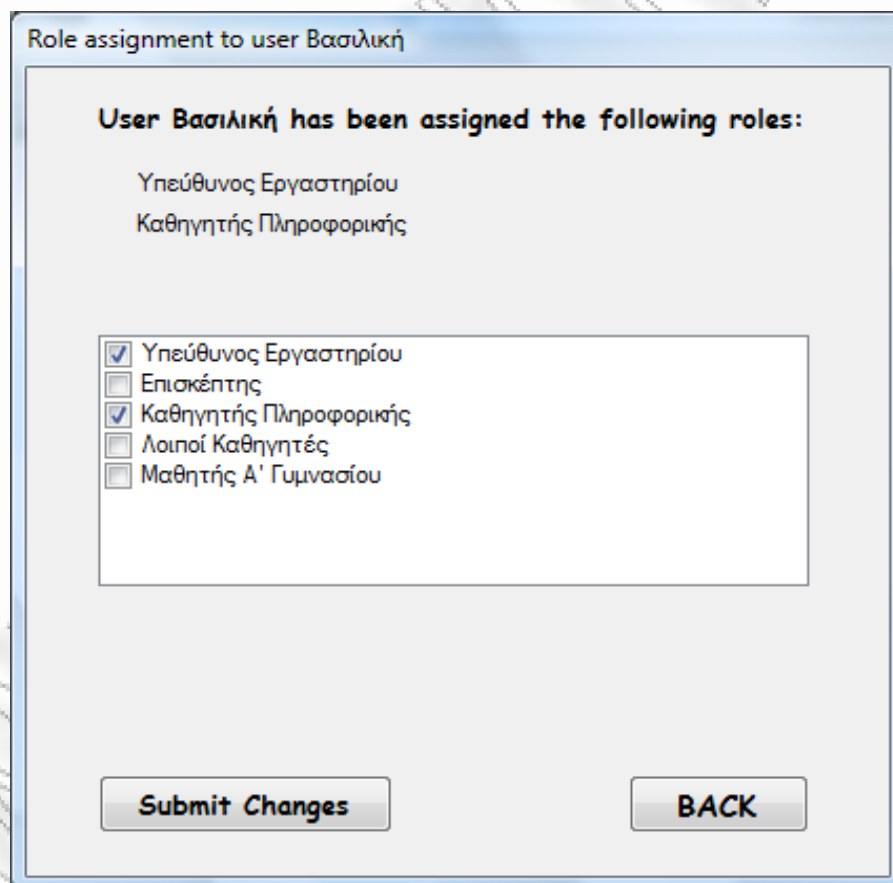 Role assignment to user Βασιλική
User Βασιλική has been assigned the following roles:
Υπεύθυνος Εργαστηρίου
Καθηγητής Πληροφορικής
Υπεύθυνος Εργαστηρίου
Επισκέπτης
Καθηγητής Πληροφορικής
Λοιποί Καθηγητές
Μαθητής Α' Γυμνασίου
Submit Changes
BACK